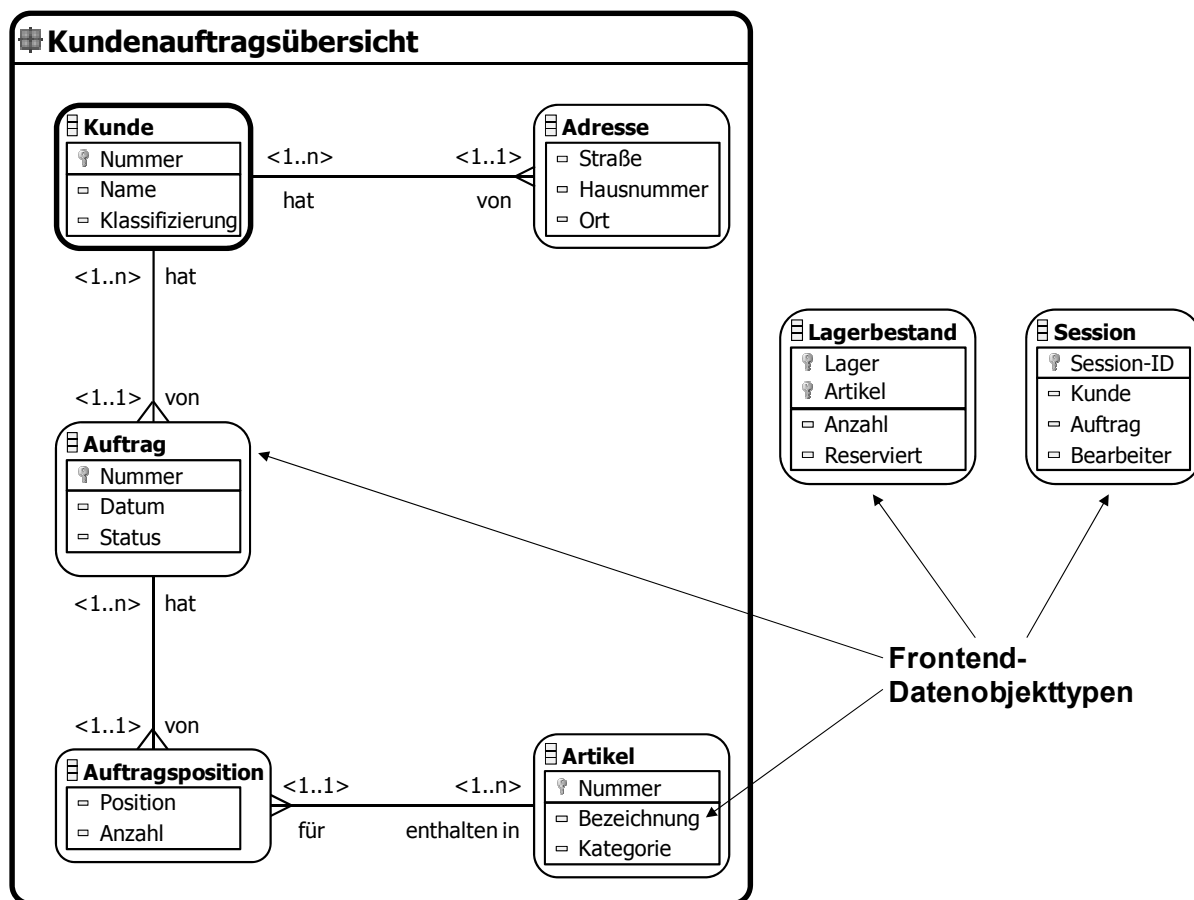 Kundenauftragsübersicht
Kunde
Nummer
Name
Klassifizierung
<1..n>
hat
<1..1>
von
Adresse
Straße
Hausnummer
Ort
<1..n> hat
<1..1> von
Auftrag
Nummer
Datum
Status
<1..n> hat
<1..1> von
Auftragsposition
Position
Anzahl
<1..1>
für
<1..n>
enthalten in
Artikel
Nummer
Bezeichnung
Kategorie
Lagerbestand
Lager
Artikel
Anzahl
Reserviert
Session
Session-ID
Kunde
Auftrag
Bearbeiter
Frontend-
Datenobjekttypen